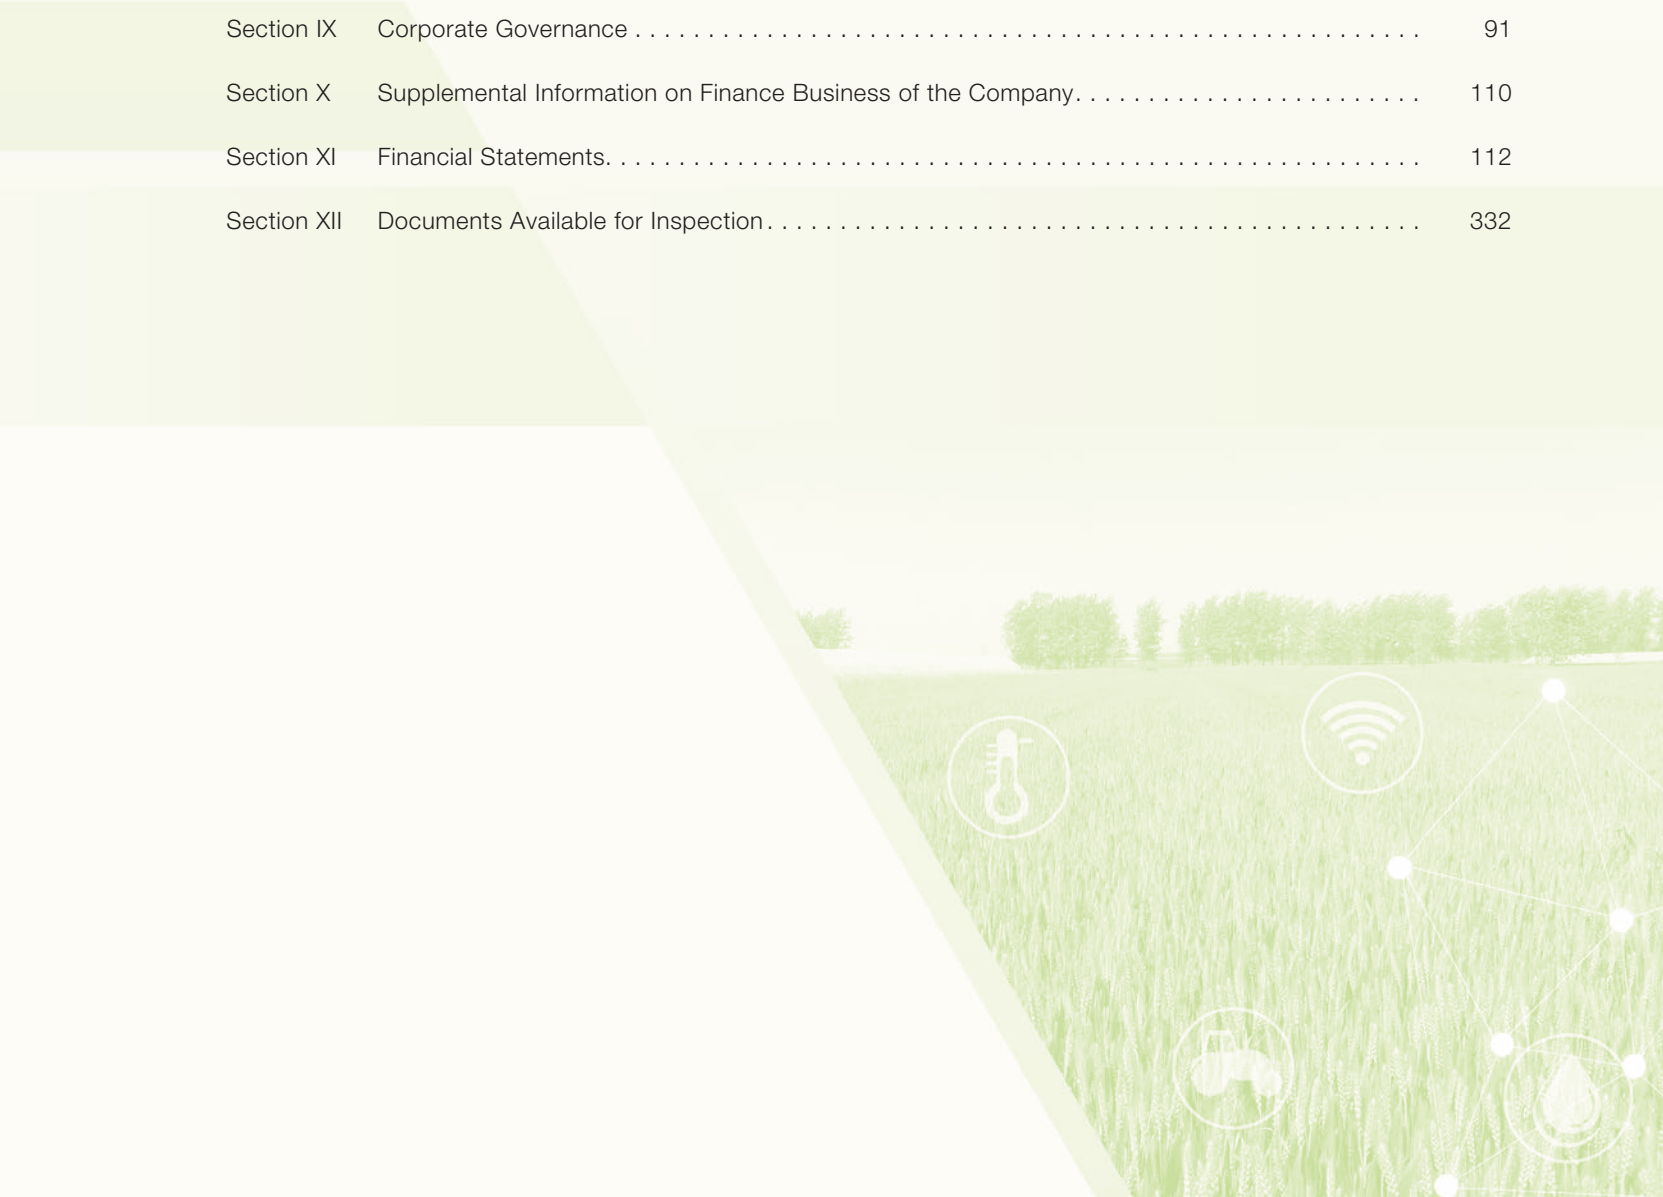 Section IX Corporate Governance . . . . . . . . . . . . . . . . . . . . . . . . . . . . . . . . . . . . . . . . . . . . . . . . . . . . . . 91
Section X Supplemental Information on Finance Business of the Company. . . . . . . . . . . . . . . . . . . . . . . . 110
Section XI Financial Statements. . . . . . . . . . . . . . . . . . . . . . . . . . . . . . . . . . . . . . . . . . . . . . . . . . . . . . . . 112
Section XII Documents Available for Inspection . . . . . . . . . . . . . . . . . . . . . . . . . . . . . . . . . . . . . . . . . . . . . 332